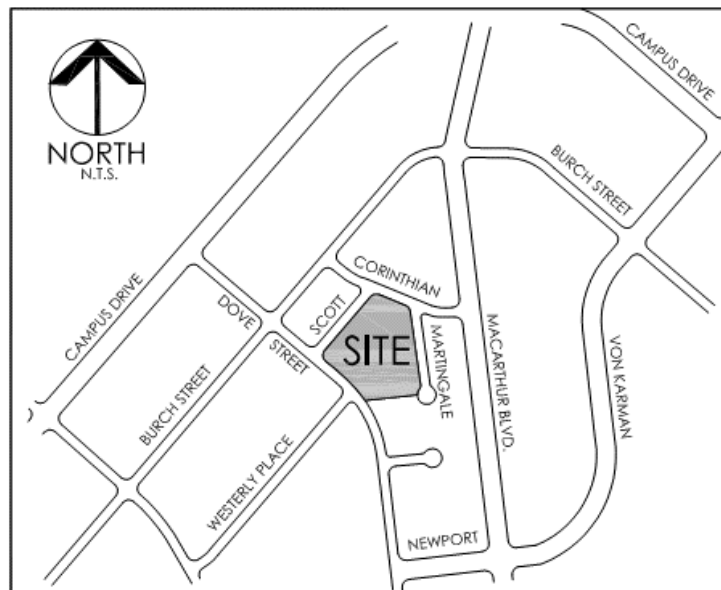 CAMPUS DRIVE
NORTH
N.T.S.
BURCH STREET
CORINTHIAN
CAMPUS DRIVE
DOVE
STREET
SCOTT
SITE
MARTINGALE
MACARTHUR BLVD.
VON KARMAN
BURCH STREET
WESTERLY PLACE
NEWPORT